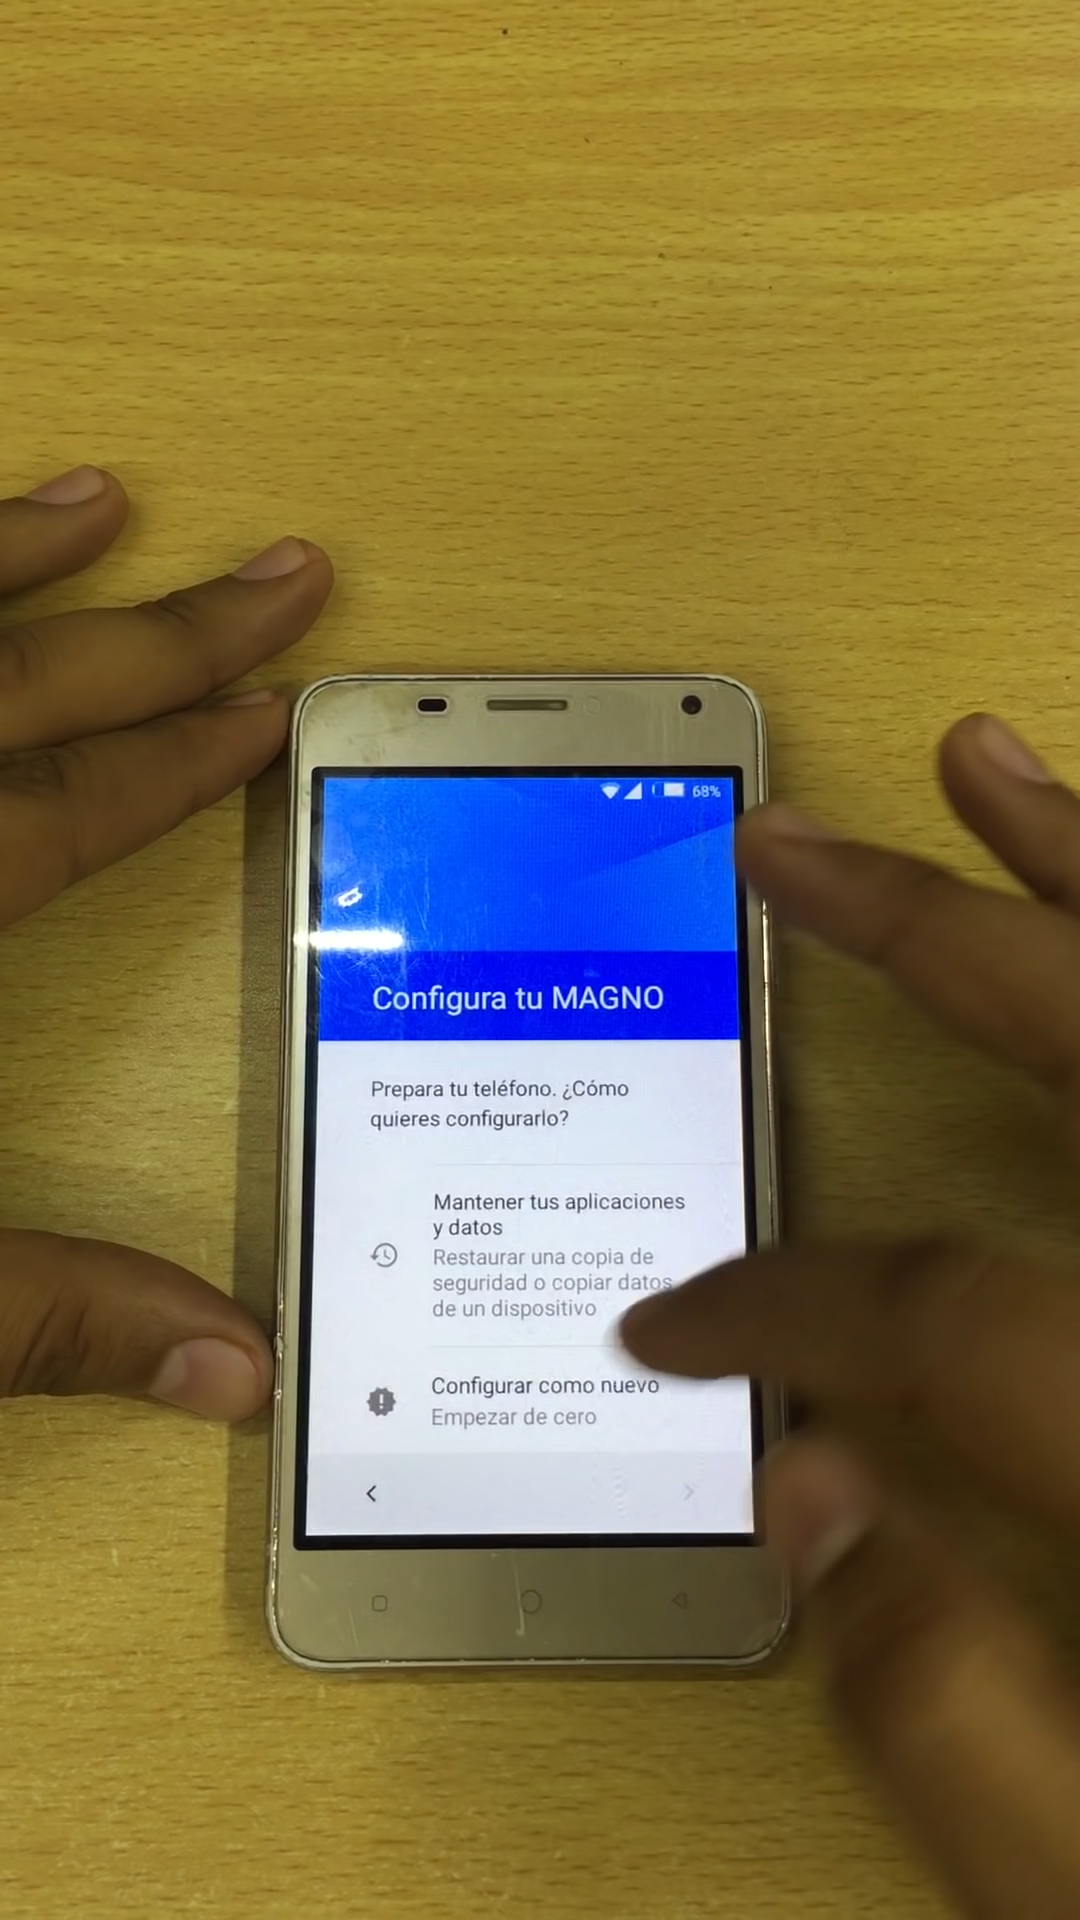 68%
Configura tu MAGNO
Prepara tu teléfono. ¿Cómo
quieres configurarlo?
Mantener tus aplicaciones
y datos
Restaurar una copia de
seguridad o copiar datos
de un dispositivo
Configurar como nuevo
Empezar de cero